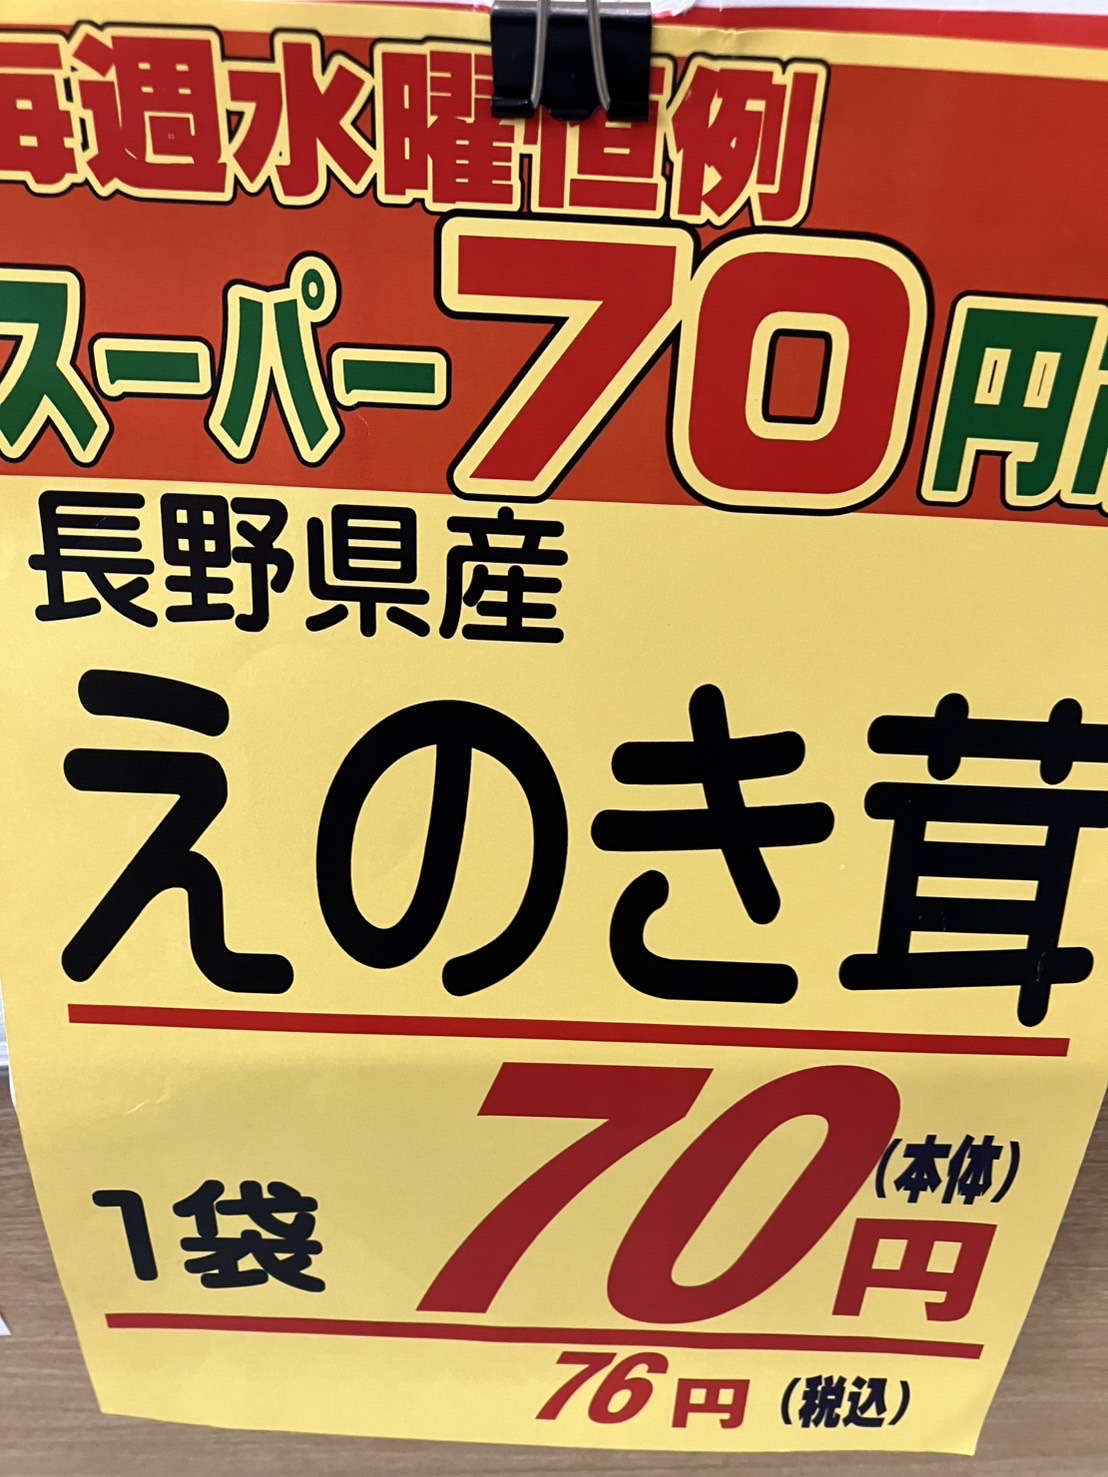 毎週水曜恒例
スーパー70円
長野県産
えのき茸
1袋 70円(本体)
76円(税込)